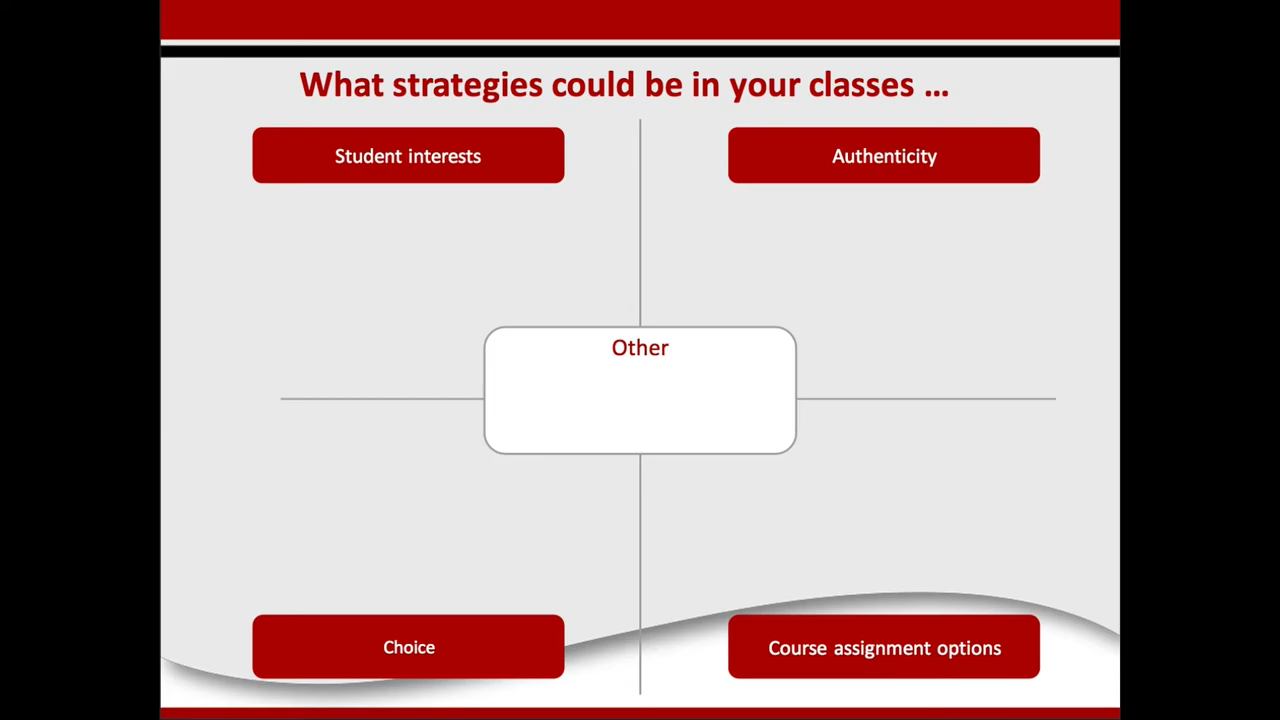 What strategies could be in your classes …
Student interests
Authenticity
Other
Choice
Course assignment options